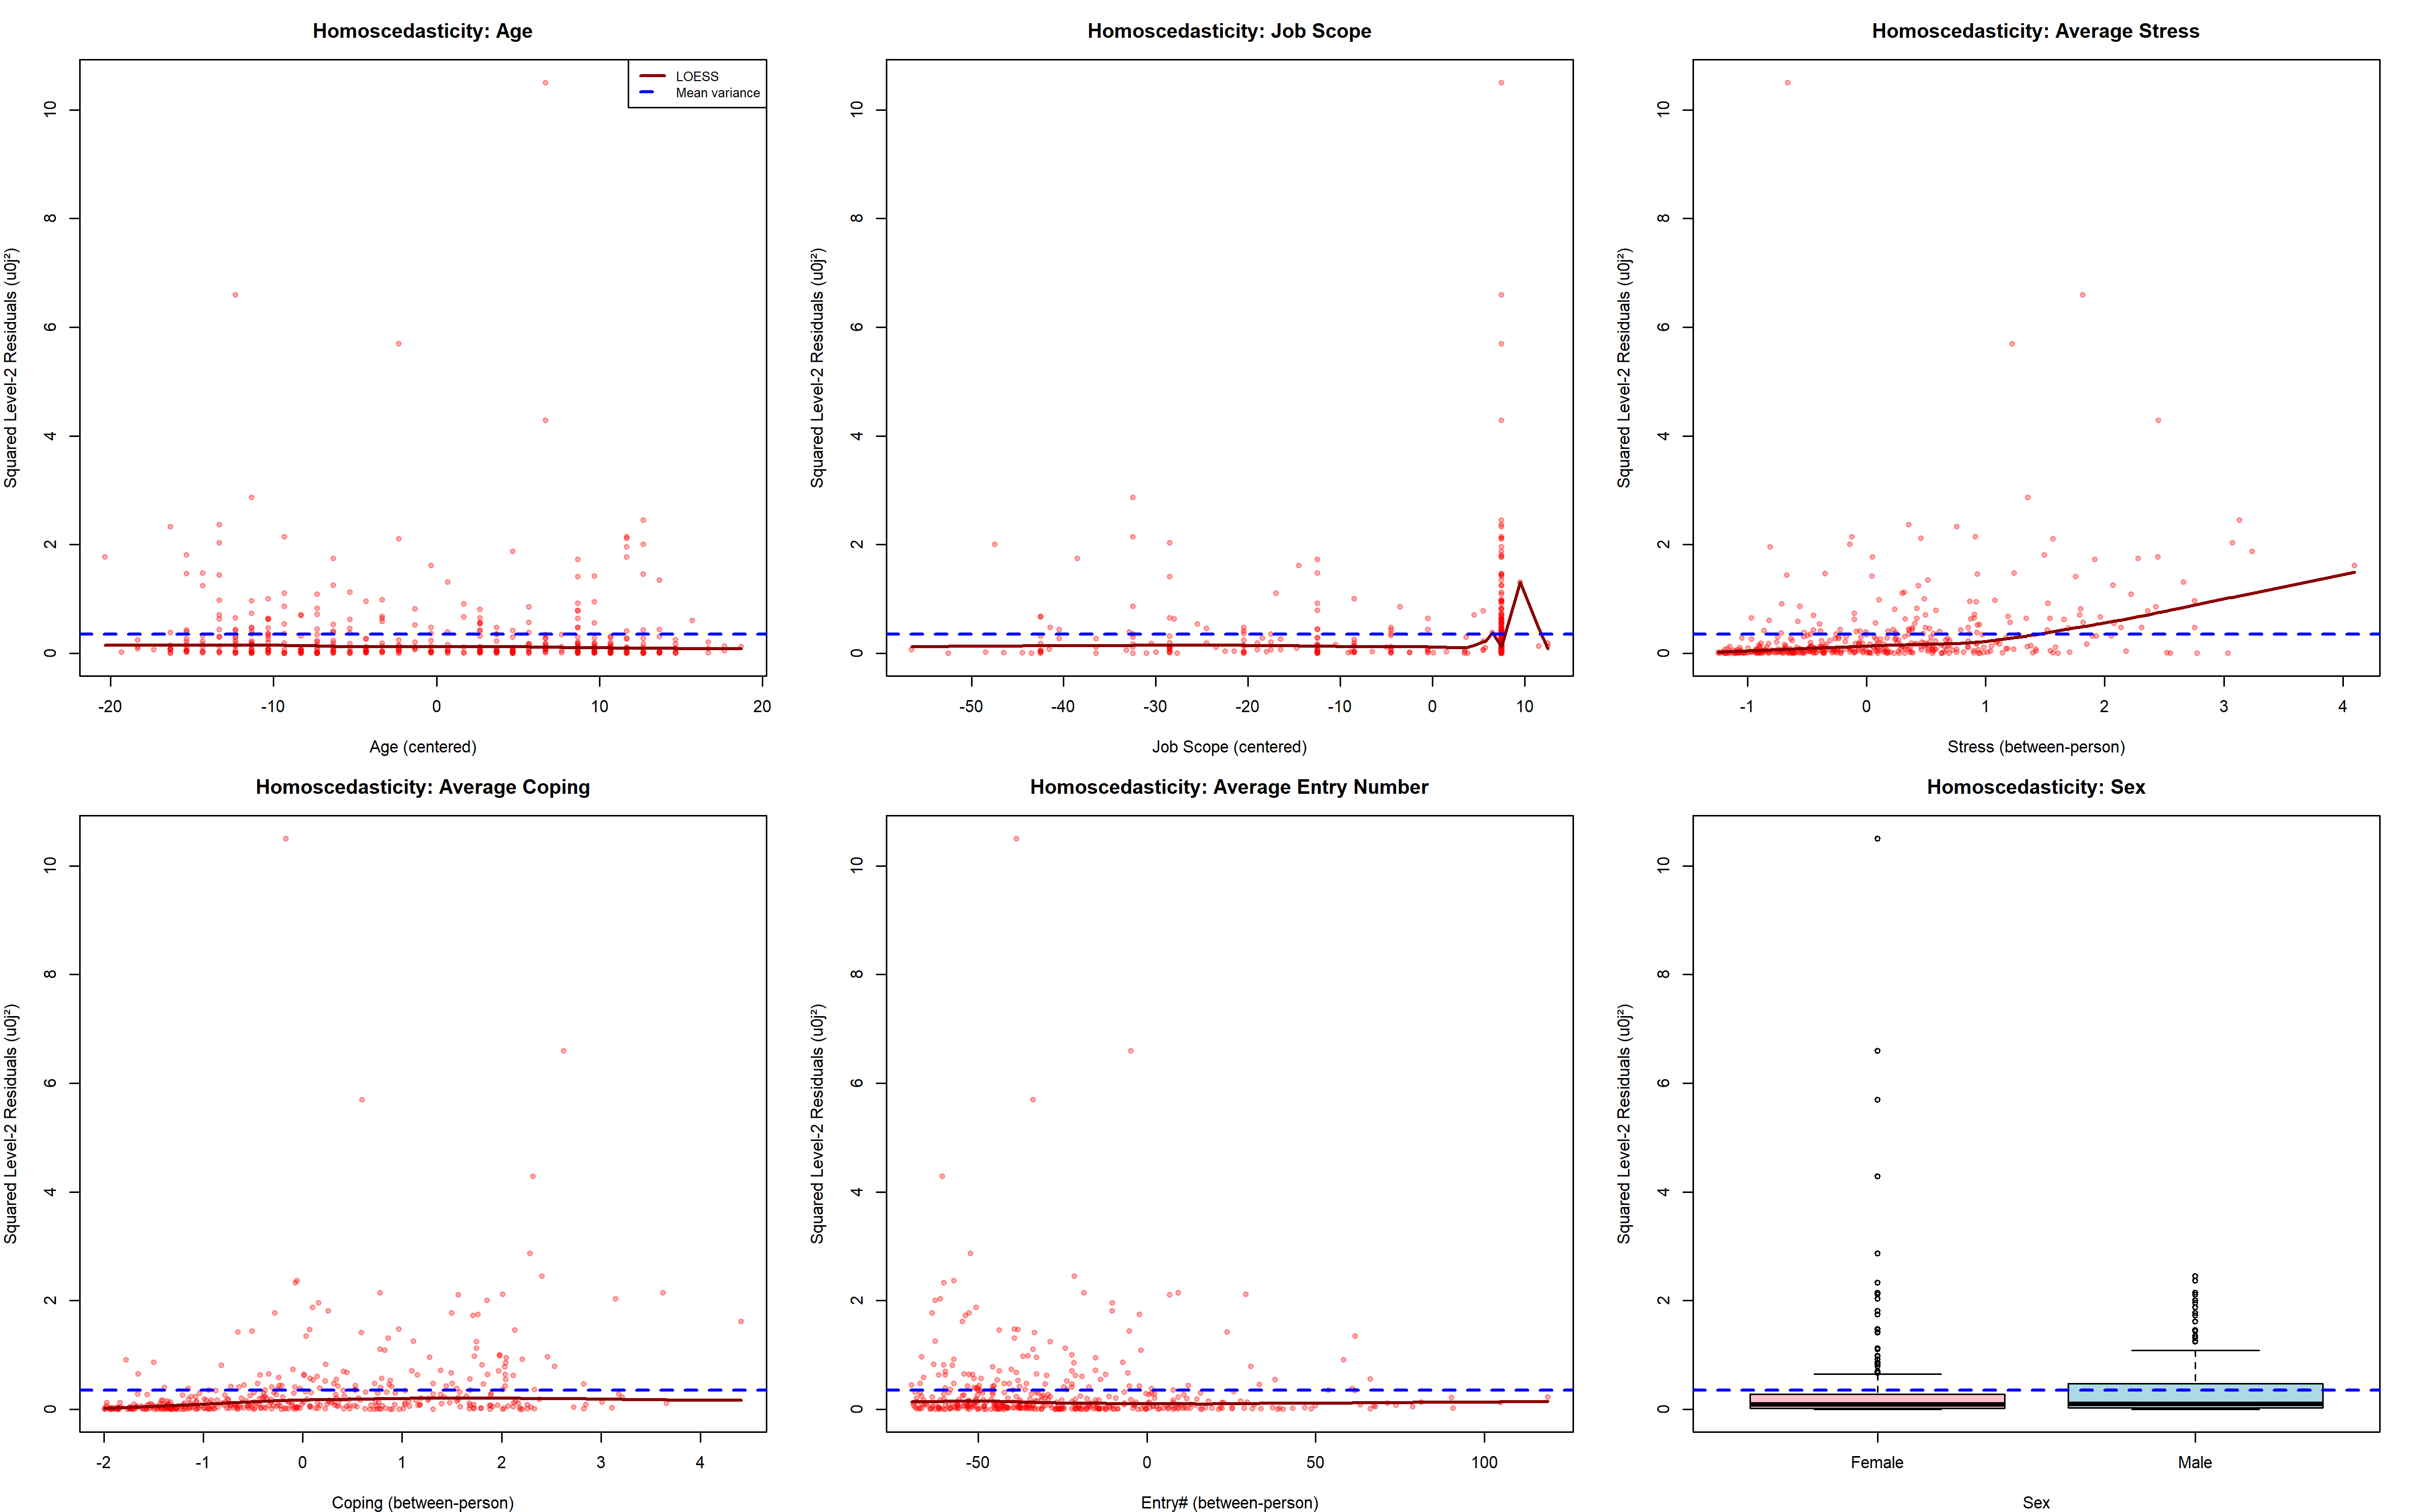 Homoscedasticity: Age
Squared Level-2 Residuals (u0j²)
0 2 4 6 8 10
LOESS
Mean variance
-20 -10 0 10 20
Age (centered)
Homoscedasticity: Job Scope
Squared Level-2 Residuals (u0j²)
0 2 4 6 8 10
-50 -40 -30 -20 -10 0 10
Job Scope (centered)
Homoscedasticity: Average Stress
Squared Level-2 Residuals (u0j²)
0 2 4 6 8 10
-1 0 1 2 3 4
Stress (between-person)
Homoscedasticity: Average Coping
Squared Level-2 Residuals (u0j²)
0 2 4 6 8 10
-2 -1 0 1 2 3 4
Coping (between-person)
Homoscedasticity: Average Entry Number
Squared Level-2 Residuals (u0j²)
0 2 4 6 8 10
-50 0 50 100
Entry# (between-person)
Homoscedasticity: Sex
Squared Level-2 Residuals (u0j²)
0 2 4 6 8 10
Female Male
Sex